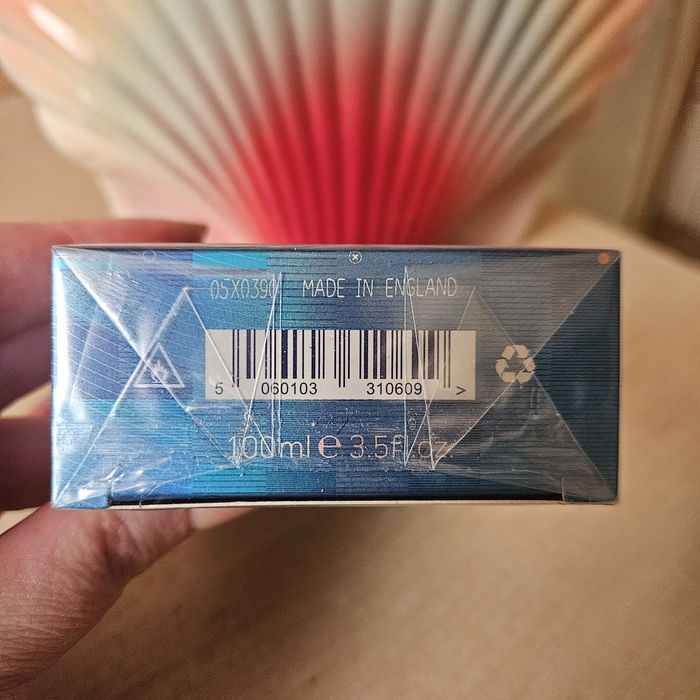 05X0390 MADE IN ENGLAND
5 060103 310609 >
100ml e 3.5fl.oz.